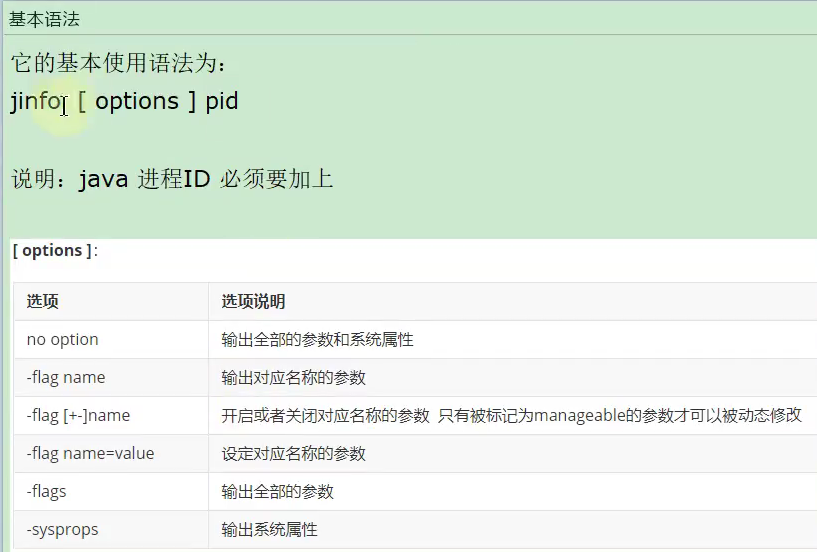 基本语法
它的基本使用语法为：
jinfo [ options ] pid
说明：java 进程ID 必须要加上
[ options ]:
选项 选项说明
no option 输出全部的参数和系统属性
-flag name 输出对应名称的参数
-flag [+-]name 开启或者关闭对应名称的参数 只有被标记为manageable的参数才可以被动态修改
-flag name=value 设定对应名称的参数
-flags 输出全部的参数
-sysprops 输出系统属性